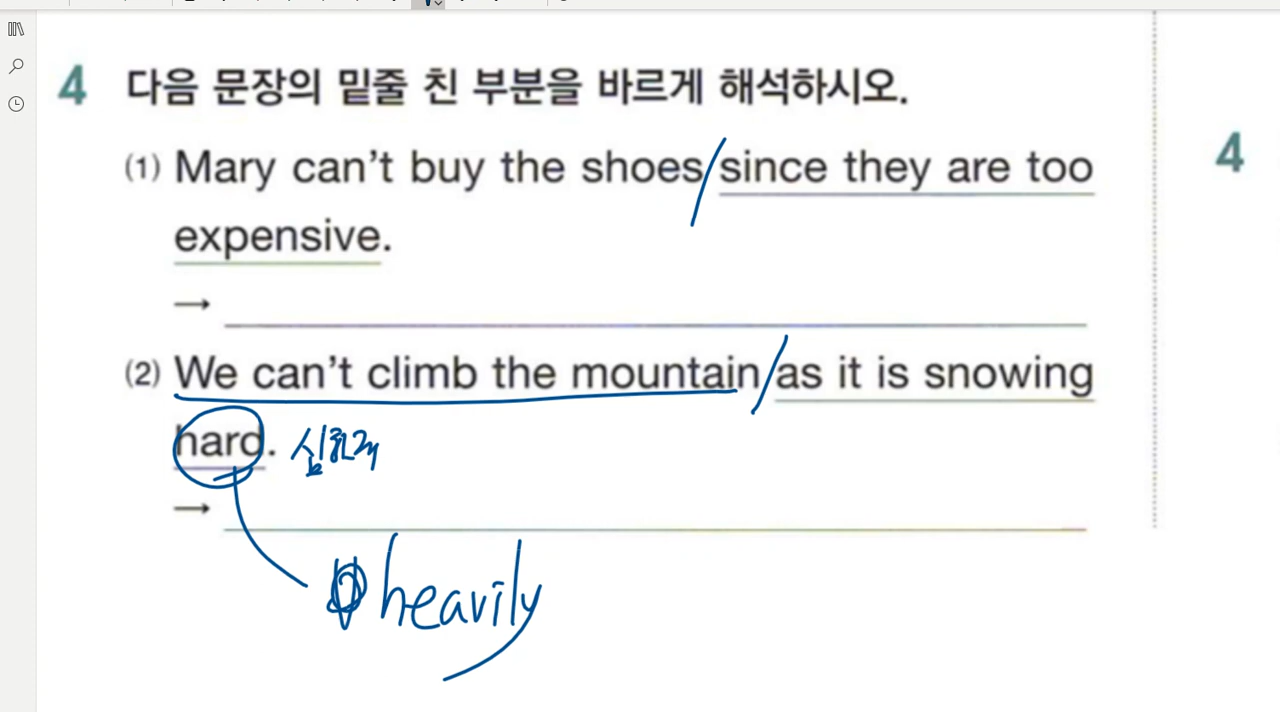 4 다음 문장의 밑줄 친 부분을 바르게 해석하시오.
(1) Mary can't buy the shoes/since they are too
expensive.
→
(2) We can't climb the mountain/as it is snowing
hard. 심하게
→
heavily
4